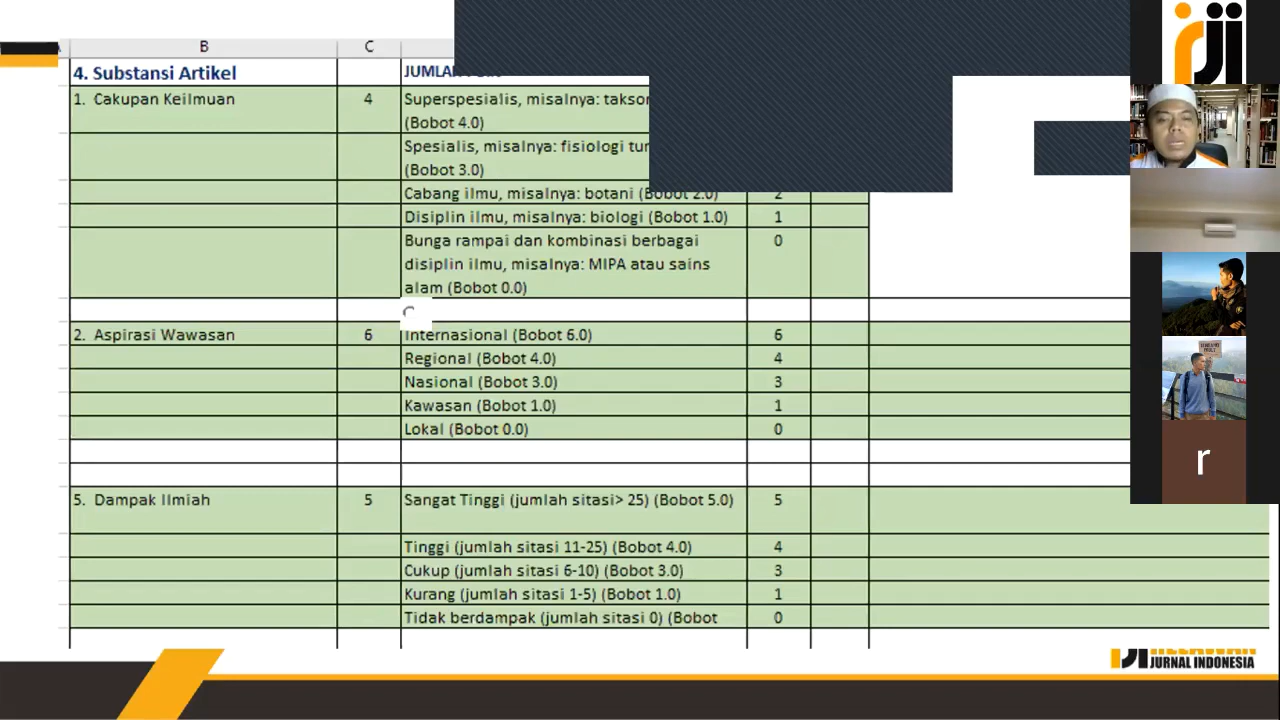 B C
4. Substansi Artikel
1. Cakupan Keilmuan 4 Superspesialis, misalnya:
(Bobot 4.0)
Spesialis, misalnya: fisiologi
(Bobot 3.0)
Cabang ilmu, misalnya: botani (Bobot 2.0) 2
Disiplin ilmu, misalnya: biologi (Bobot 1.0) 1
Bunga rampai dan kombinasi berbagai 0
disiplin ilmu, misalnya: MIPA atau sains
alam (Bobot 0.0)
2. Aspirasi Wawasan 6 Internasional (Bobot 6.0) 6
Regional (Bobot 4.0) 4
Nasional (Bobot 3.0) 3
Kawasan (Bobot 1.0) 1
Lokal (Bobot 0.0) 0
5. Dampak Ilmiah 5 Sangat Tinggi (jumlah sitasi> 25) (Bobot 5.0) 5
Tinggi (jumlah sitasi 11-25) (Bobot 4.0) 4
Cukup (jumlah sitasi 6-10) (Bobot 3.0) 3
Kurang (jumlah sitasi 1-5) (Bobot 1.0) 1
Tidak berdampak (jumlah sitasi 0) (Bobot 0
rji
r
JURNAL INDONESIA